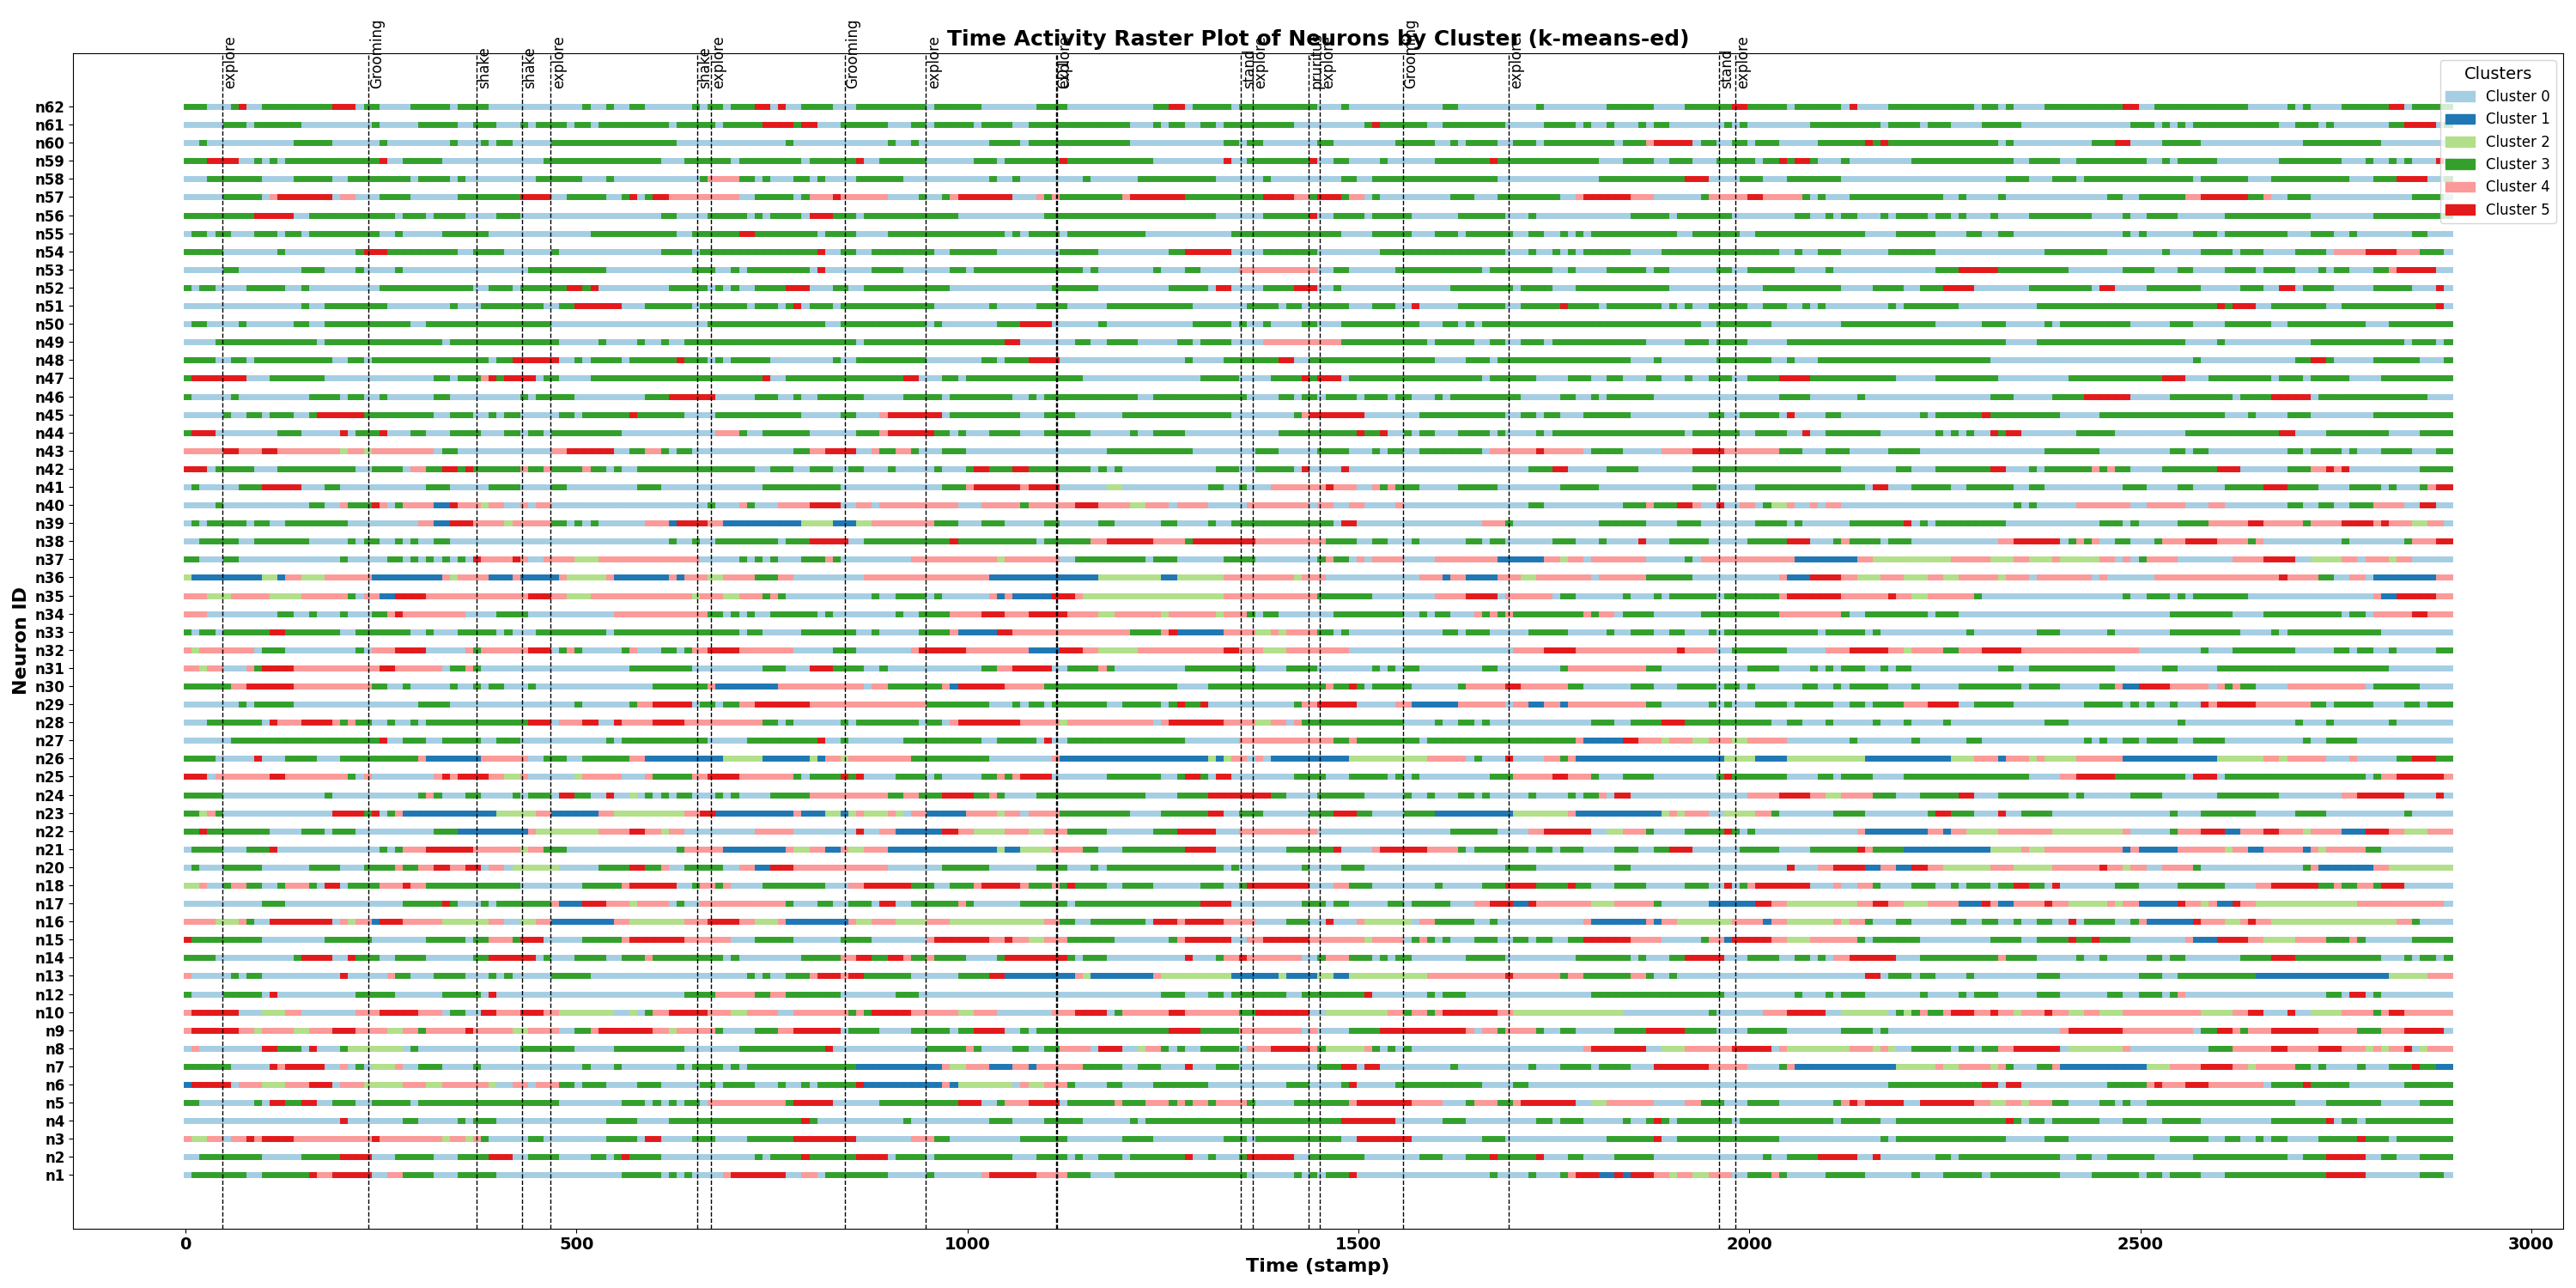 Time Activity Raster Plot of Neurons by Cluster (k-means-ed)
explore
Grooming
shake
shake
explore
shake
explore
Grooming
explore
explore
stand
explore
explore
Grooming
explore
stand
explore
Clusters
Cluster 0
Cluster 1
Cluster 2
Cluster 3
Cluster 4
Cluster 5
Neuron ID
n62
n61
n60
n59
n58
n57
n56
n55
n54
n53
n52
n51
n50
n49
n48
n47
n46
n45
n44
n43
n42
n41
n40
n39
n38
n37
n36
n35
n34
n33
n32
n31
n30
n29
n28
n27
n26
n25
n24
n23
n22
n21
n20
n18
n17
n16
n15
n14
n13
n12
n10
n9
n8
n7
n6
n5
n4
n3
n2
n1
0 500 1000 1500 2000 2500 3000
Time (stamp)